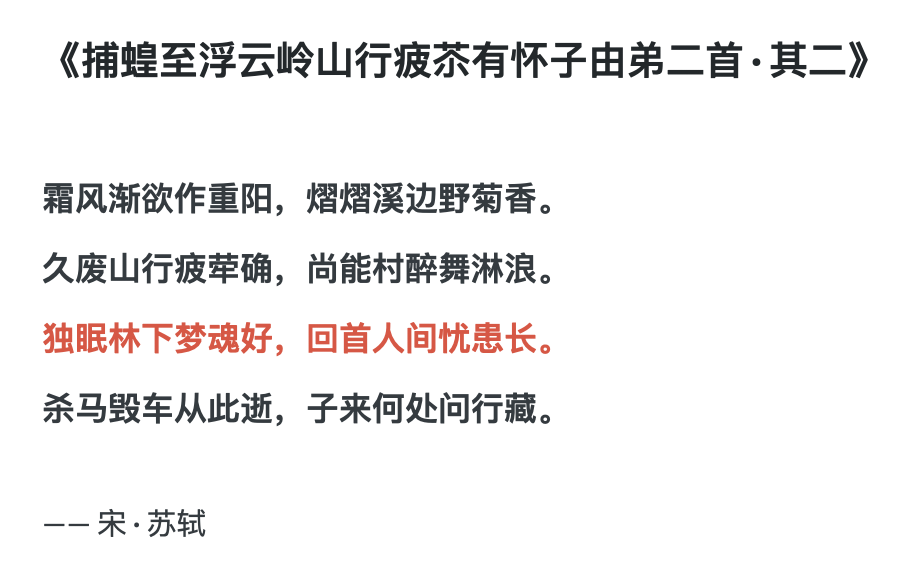 《捕蝗至浮云岭山行疲苶有怀子由弟二首·其二》
霜风渐欲作重阳，熠熠溪边野菊香。
久废山行疲荦确，尚能村醉舞淋浪。
独眠林下梦魂好，回首人间忧患长。
杀马毁车从此逝，子来何处问行藏。
—— 宋·苏轼